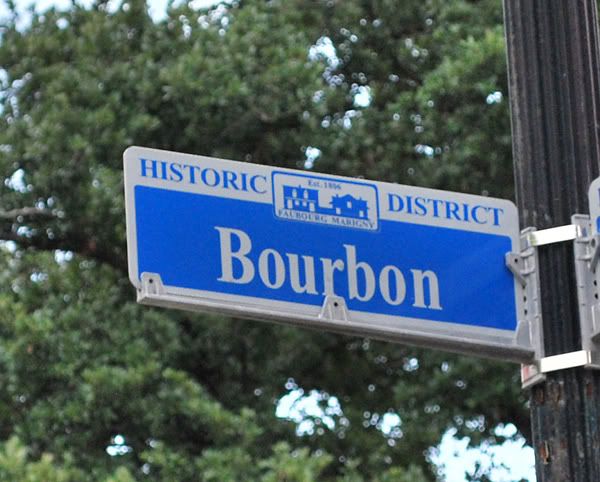 HISTORIC DISTRICT
Est. 1806
FAUBOURG MARIGNY
Bourbon